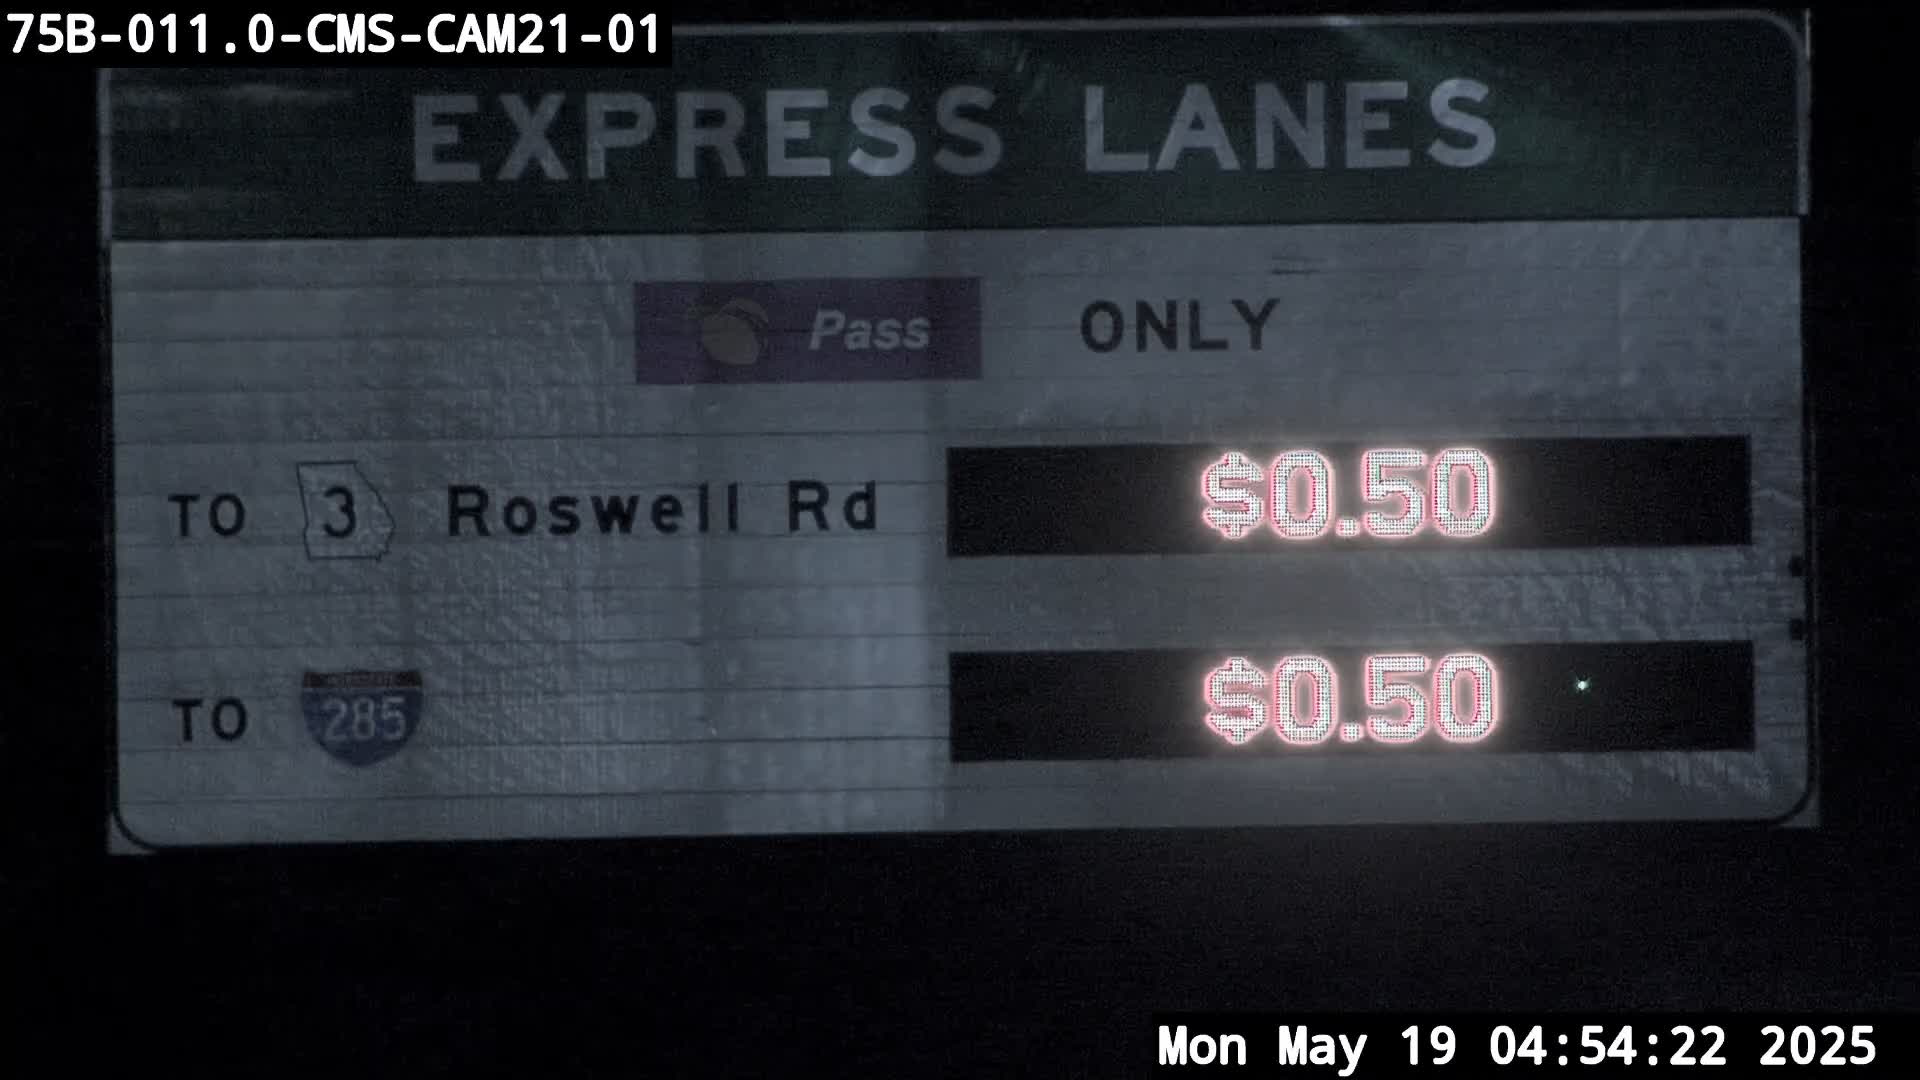 75B-011.0-CMS-CAM21-01
EXPRESS LANES
Pass ONLY
TO 3 Roswell Rd $0.50
TO 285 $0.50
Mon May 19 04:54:22 2025